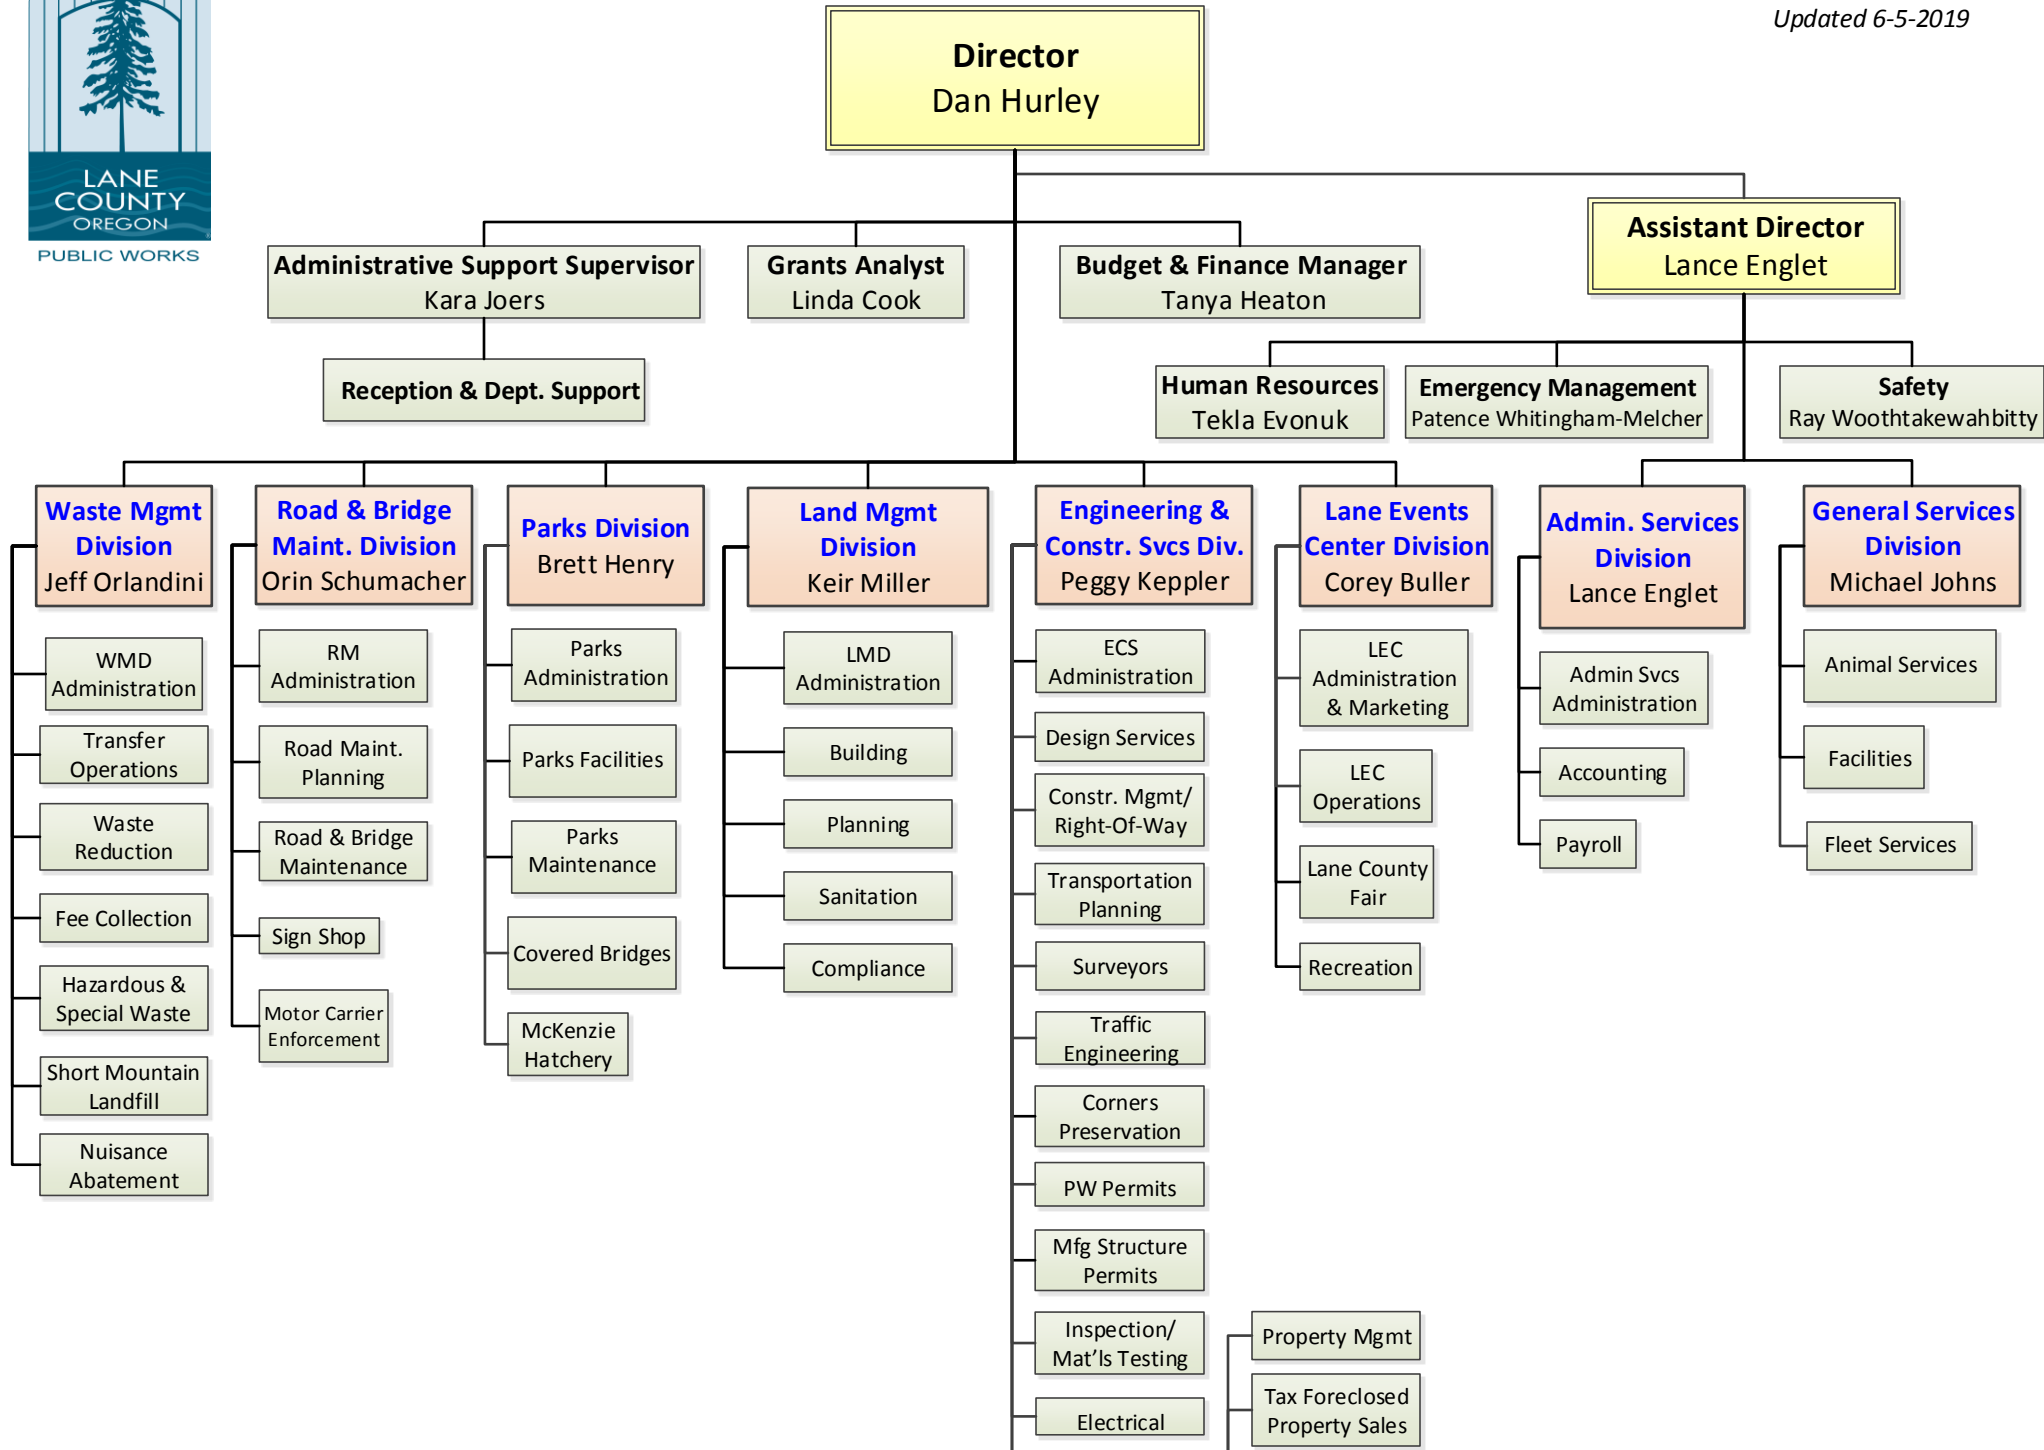 Updated 6-5-2019
LANE
COUNTY
OREGON
PUBLIC WORKS
Director
Dan Hurley
Assistant Director
Lance Englet
Administrative Support Supervisor
Kara Joers
Grants Analyst
Linda Cook
Budget & Finance Manager
Tanya Heaton
Reception & Dept. Support
Human Resources
Tekla Evonuk
Emergency Management
Patence Whitingham-Melcher
Safety
Ray Woothtakewahbitty
Waste Mgmt
Division
Jeff Orlandini
WMD
Administration
Transfer
Operations
Waste
Reduction
Fee Collection
Hazardous &
Special Waste
Short Mountain
Landfill
Nuisance
Abatement
Road & Bridge
Maint. Division
Orin Schumacher
RM
Administration
Road Maint.
Planning
Road & Bridge
Maintenance
Sign Shop
Motor Carrier
Enforcement
Parks Division
Brett Henry
Parks
Administration
Parks Facilities
Parks
Maintenance
Covered Bridges
McKenzie
Hatchery
Land Mgmt
Division
Keir Miller
LMD
Administration
Building
Planning
Sanitation
Compliance
Engineering &
Constr. Svcs Div.
Peggy Keppler
ECS
Administration
Design Services
Constr. Mgmt/
Right-Of-Way
Transportation
Planning
Surveyors
Traffic
Engineering
Corners
Preservation
PW Permits
Mfg Structure
Permits
Inspection/
Mat'ls Testing
Electrical
Property Mgmt
Tax Foreclosed
Property Sales
Lane Events
Center Division
Corey Buller
LEC
Administration
& Marketing
LEC
Operations
Lane County
Fair
Recreation
Admin. Services
Division
Lance Englet
Admin Svcs
Administration
Accounting
Payroll
General Services
Division
Michael Johns
Animal Services
Facilities
Fleet Services